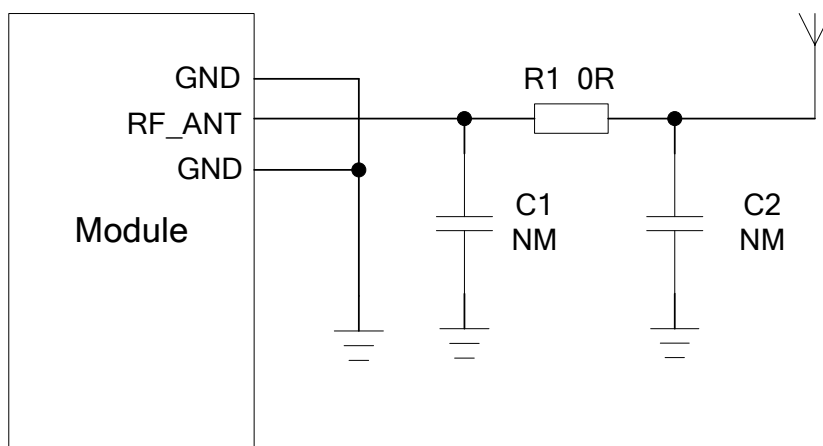 GND
R1 0R
RF_ANT
GND
C1
NM
C2
NM
Module